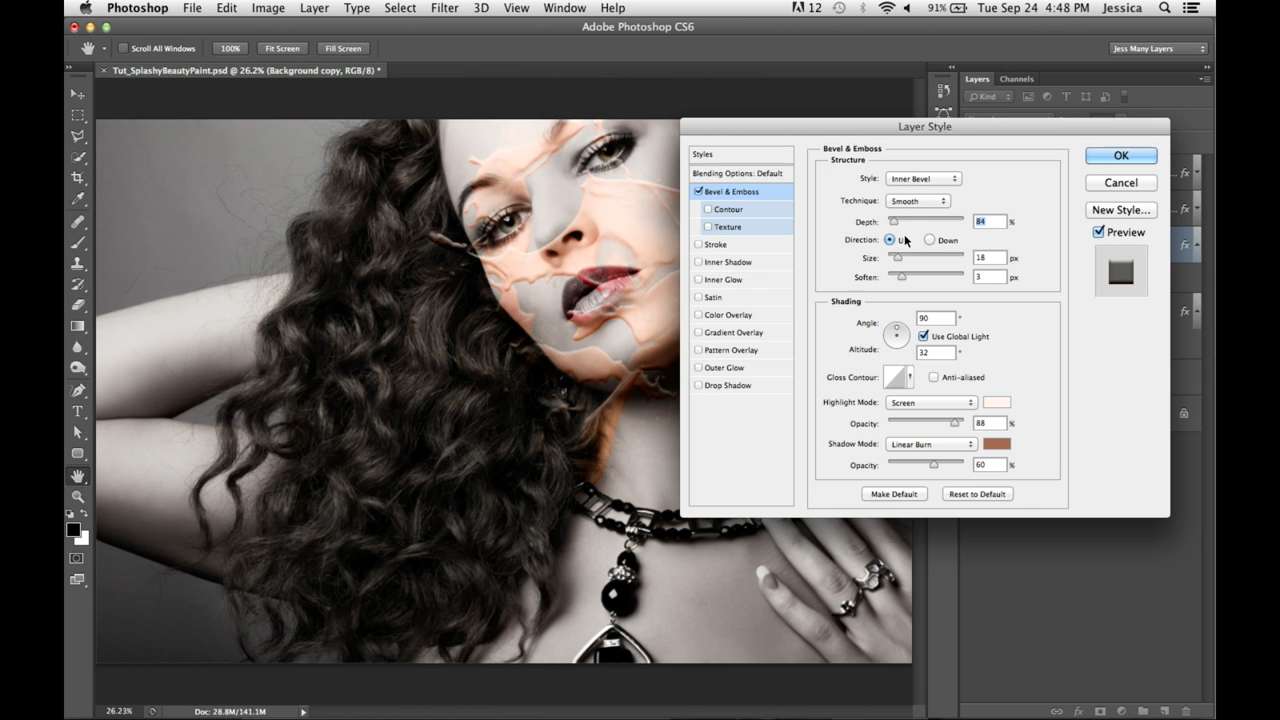 Photoshop File Edit Image Layer Type Select Filter 3D View Window Help 12 91% Tue Sep 24 4:48 PM Jessica
Adobe Photoshop CS6
Scroll All Windows 100% Fit Screen Fill Screen Jess Many Layers
× Tut_SplashyBeautyPaint.psd @ 26.2% (Background copy, RGB/8) *
Layers Channels
Kind
Layer Style
Styles
Blending Options: Default
Bevel & Emboss
Contour
Texture
Stroke
Inner Shadow
Inner Glow
Satin
Color Overlay
Gradient Overlay
Pattern Overlay
Outer Glow
Drop Shadow
Bevel & Emboss
Structure
Style: Inner Bevel
Technique: Smooth
Depth: 84 %
Direction: Down
Size: 18 px
Soften: 3 px
Shading
Angle: 90 °
Use Global Light
Altitude: 32 °
Gloss Contour: Anti-aliased
Highlight Mode: Screen
Opacity: 88 %
Shadow Mode: Linear Burn
Opacity: 60 %
Make Default Reset to Default
OK
Cancel
New Style...
Preview
fx
fx
fx
fx
26.23% Doc: 28.8M/141.1M
fx